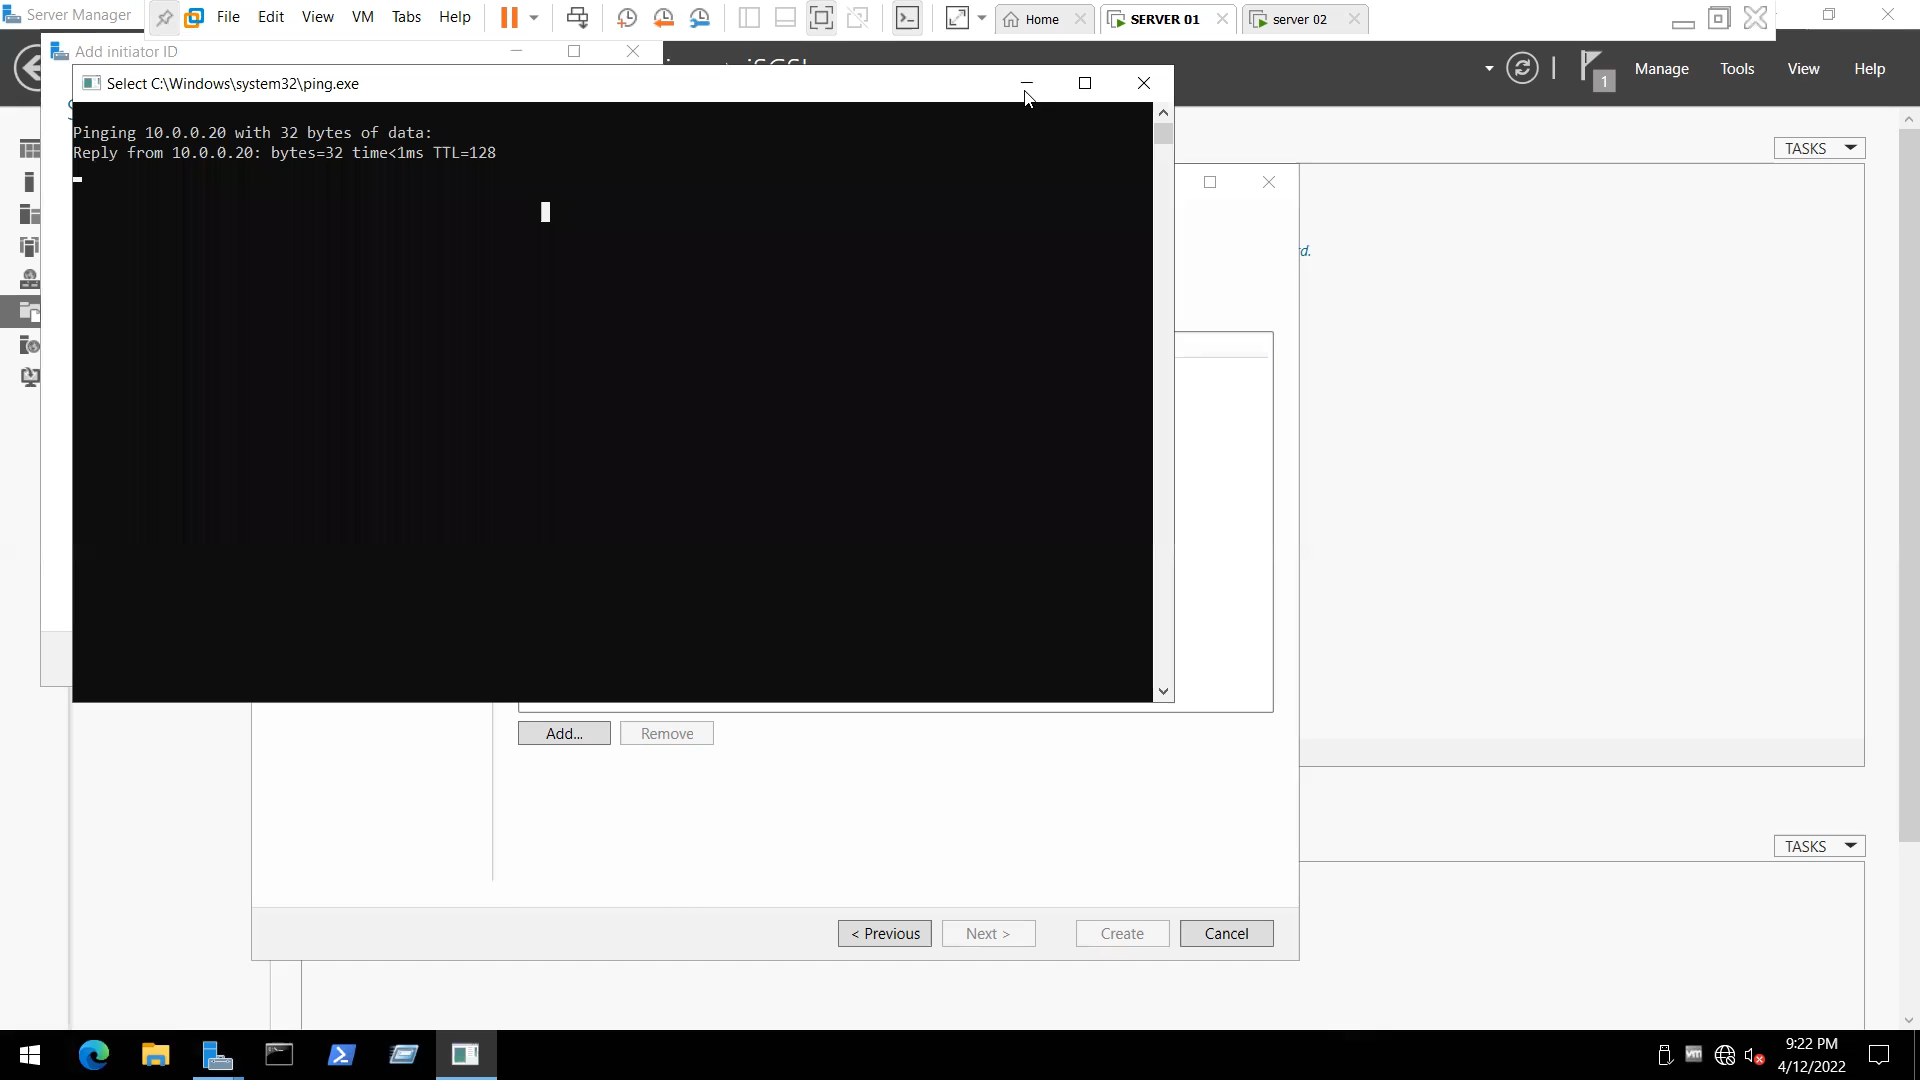 Server Manager
File Edit View VM Tabs Help
Home
SERVER 01
server 02
Add initiator ID
1
Manage Tools View Help
Select C:\Windows\system32\ping.exe
Pinging 10.0.0.20 with 32 bytes of data:
Reply from 10.0.0.20: bytes=32 time<1ms TTL=128
TASKS
rd.
Add...
Remove
TASKS
< Previous
Next >
Create
Cancel
vm
9:22 PM
4/12/2022